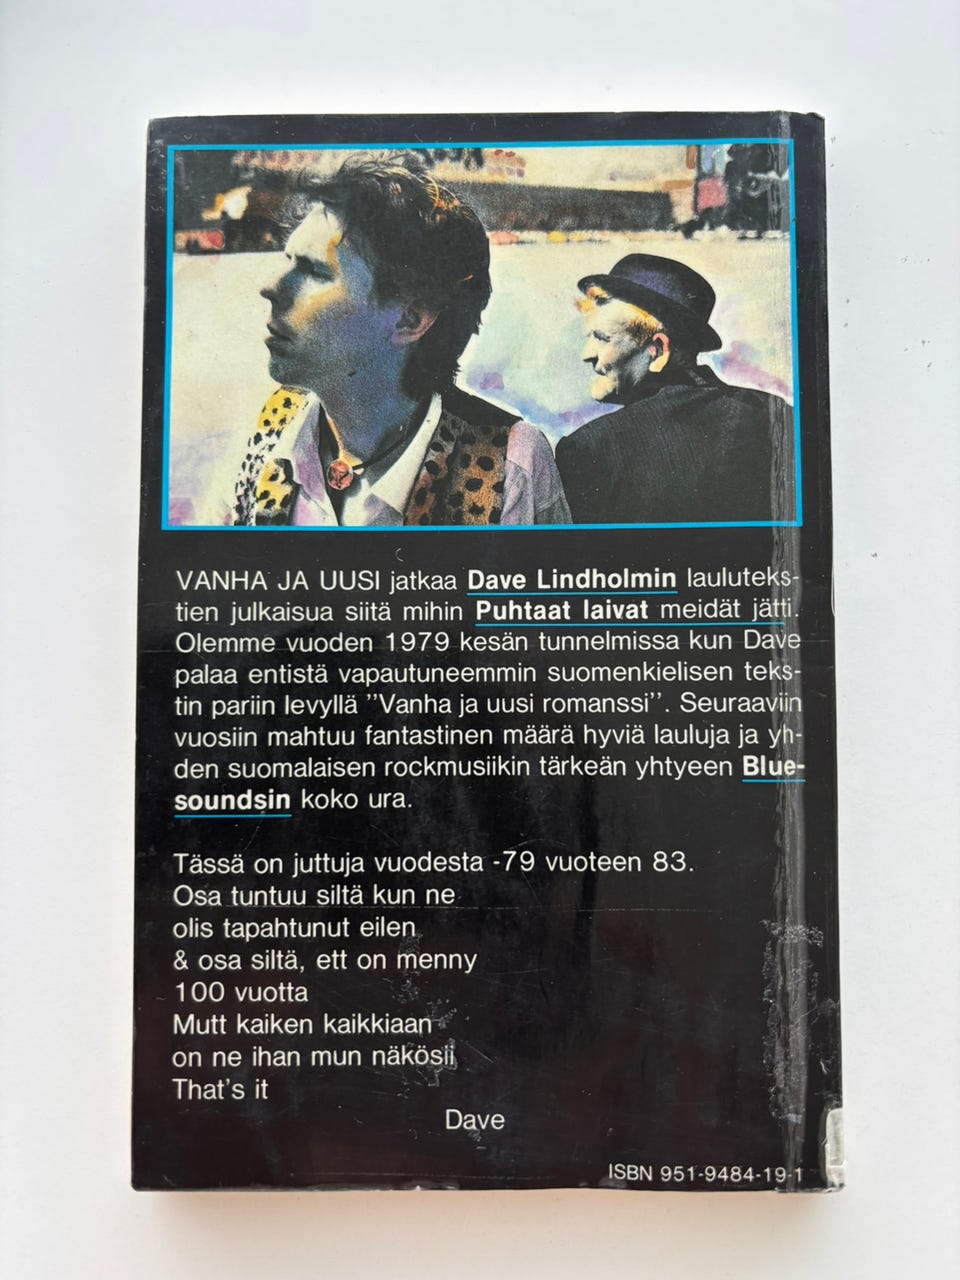 VANHA JA UUSI jatkaa Dave Lindholmin lauluteks-
tien julkaisua siitä mihin Puhtaat laivat meidät jätti.
Olemme vuoden 1979 kesän tunnelmissa kun Dave
palaa entistä vapautuneemmin suomenkielisen teks-
tin pariin levyllä ''Vanha ja uusi romanssi''. Seuraaviin
vuosiin mahtuu fantastinen määrä hyviä lauluja ja yh-
den suomalaisen rockmusiikin tärkeän yhtyeen Blue-
soundsin koko ura.
Tässä on juttuja vuodesta -79 vuoteen 83.
Osa tuntuu siltä kun ne
olis tapahtunut eilen
& osa siltä, ett on menny
100 vuotta
Mutt kaiken kaikkiaan
on ne ihan mun näkösii
That's it
Dave
ISBN 951-9484-19-1